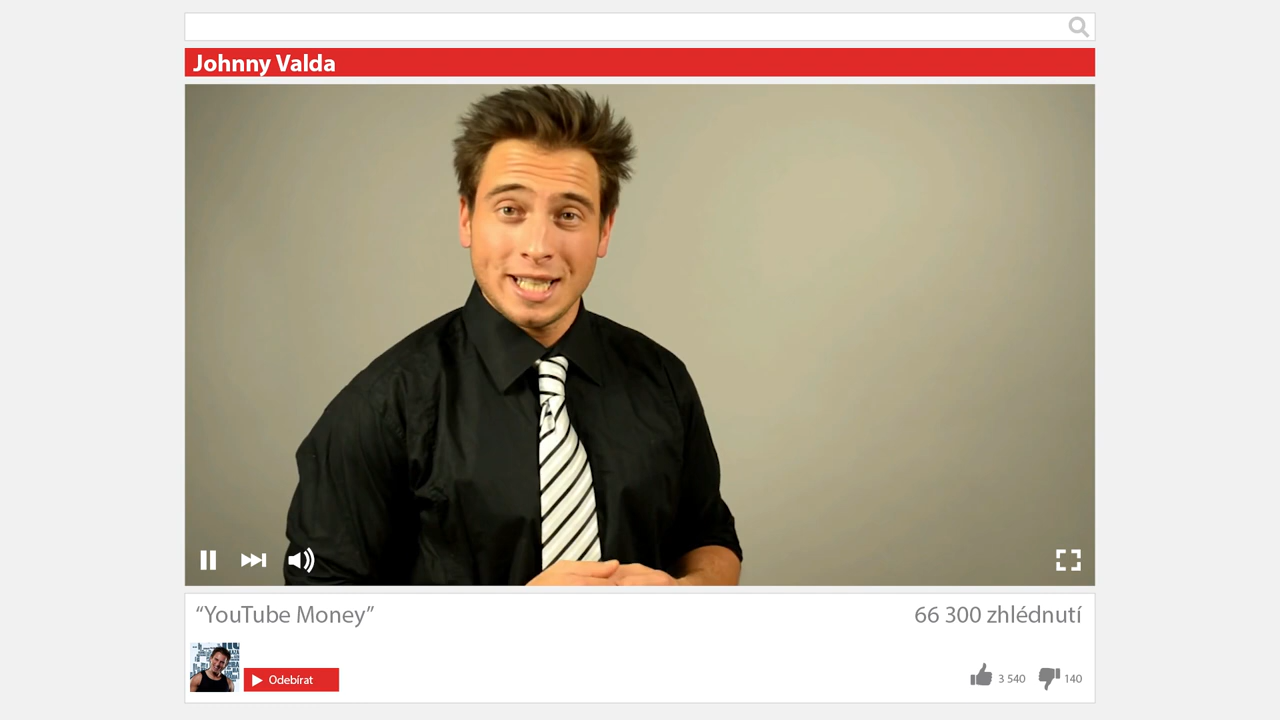 Johnny Valda
“YouTube Money”
66 300 zhlédnutí
Odebírat
3 540
140